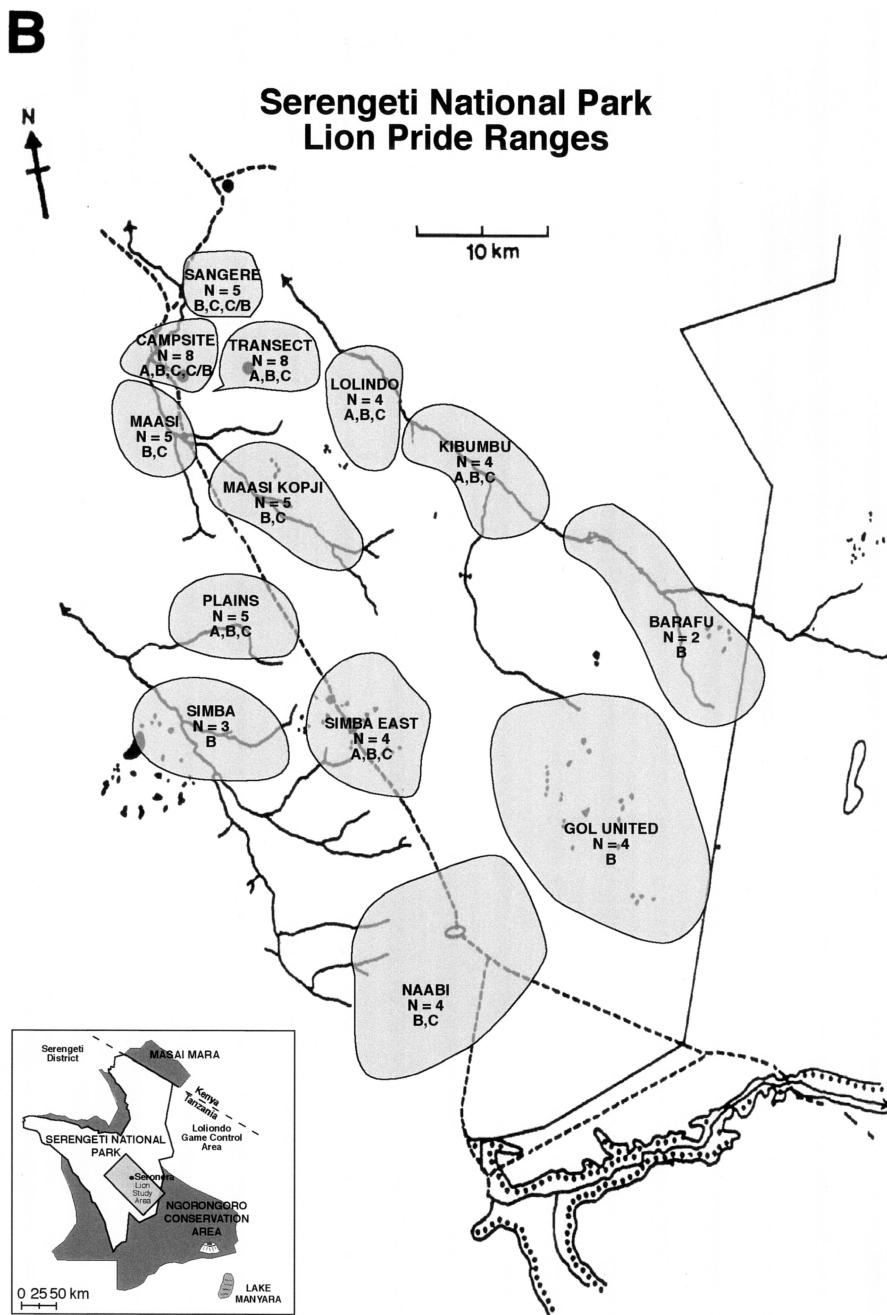 B
Serengeti National Park
Lion Pride Ranges
N
10 km
SANGERE
N = 5
B,C,C/B
CAMPSITE
N = 8
A,B,C,C/B
TRANSECT
N = 8
A,B,C
LOLINDO
N = 4
A,B,C
MAASI
N = 5
B,C
KIBUMBU
N = 4
A,B,C
MAASI KOPJI
N = 5
B,C
PLAINS
N = 5
A,B,C
BARAFU
N = 2
B
SIMBA
N = 3
B
SIMBA EAST
N = 4
A,B,C
GOL UNITED
N = 4
B
NAABI
N = 4
B,C
Serengeti
District
MASAI MARA
Kenya
Tanzania
Loliondo
Game Control
Area
SERENGETI NATIONAL
PARK
Seronera
Lion
Study
Area
NGORONGORO
CONSERVATION
AREA
0 25 50 km
LAKE
MANYARA